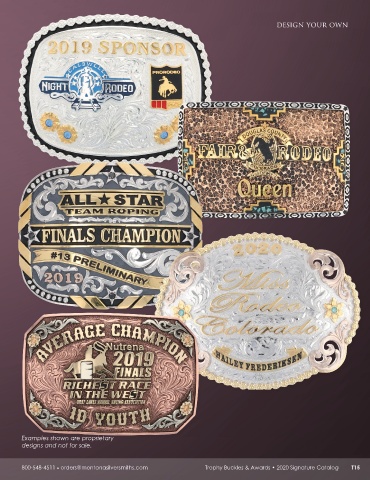 DESIGN YOUR OWN
2019 SPONSOR
NIGHT RODEO
PRORODEO
DOUGLAS COUNTY
FAIR & RODEO
Queen
ALL★STAR
TEAM ROPING
FINALS CHAMPION
#13 PRELIMINARY
2019
2020
Miss
Rodeo
Colorado
HAILEY FREDERIKSEN
AVERAGE CHAMPION
Nutrena
2019
FINALS
RICHEST RACE
IN THE WEST
1D YOUTH
Examples shown are proprietary
designs and not for sale.
800-548-4511 • orders@montanasilversmiths.com Trophy Buckles & Awards • 2020 Signature Catalog T15